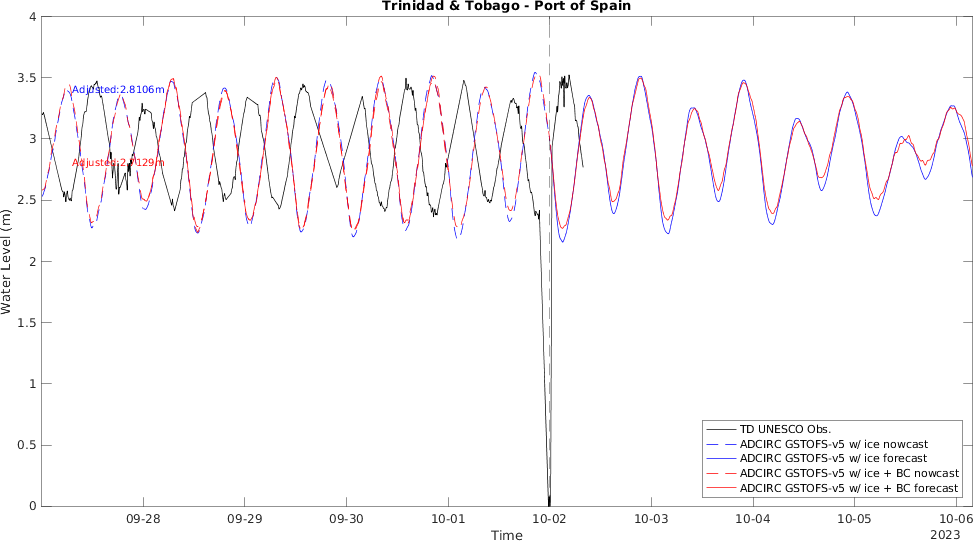 Trinidad & Tobago - Port of Spain
4
3.5
3
2.5
2
1.5
1
0.5
0
Water Level (m)
Adjusted:2.8106m
TD UNESCO Obs.
ADCIRC GSTOFS-v5 w/ ice nowcast
ADCIRC GSTOFS-v5 w/ ice forecast
ADCIRC GSTOFS-v5 w/ ice + BC nowcast
ADCIRC GSTOFS-v5 w/ ice + BC forecast
09-28
09-29
09-30
10-01
10-02
10-03
10-04
10-05
10-06
Time
2023